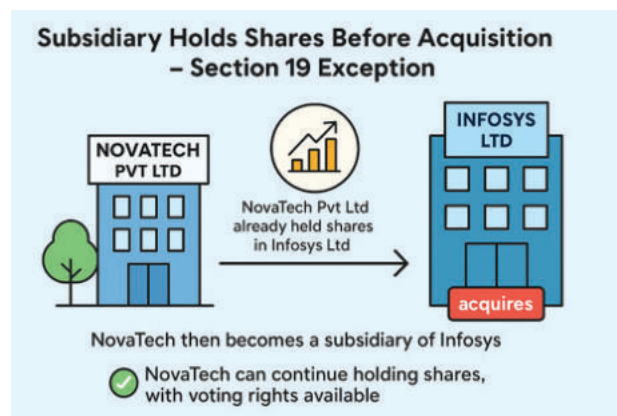 Subsidiary Holds Shares Before Acquisition
– Section 19 Exception
NOVATECH
PVT LTD
NovaTech Pvt Ltd
already held shares
in Infosys Ltd
INFOSYS
LTD
acquires
NovaTech then becomes a subsidiary of Infosys
NovaTech can continue holding shares,
with voting rights available